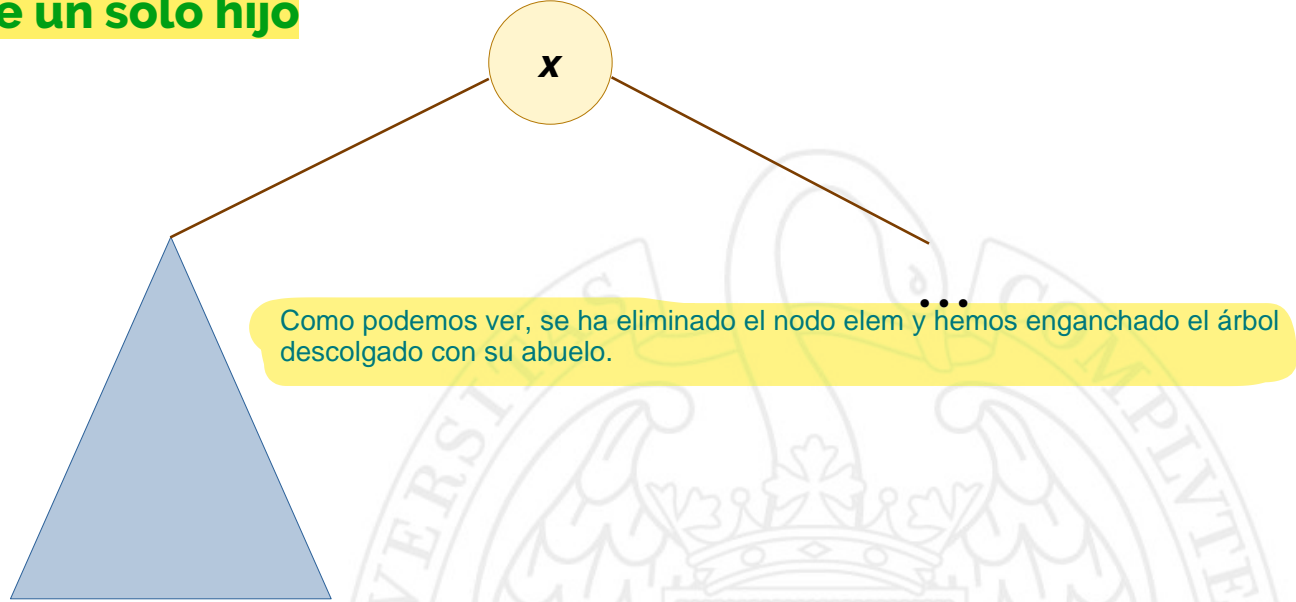 e un solo hijo
x
...
Como podemos ver, se ha eliminado el nodo elem y hemos enganchado el árbol
descolgado con su abuelo.